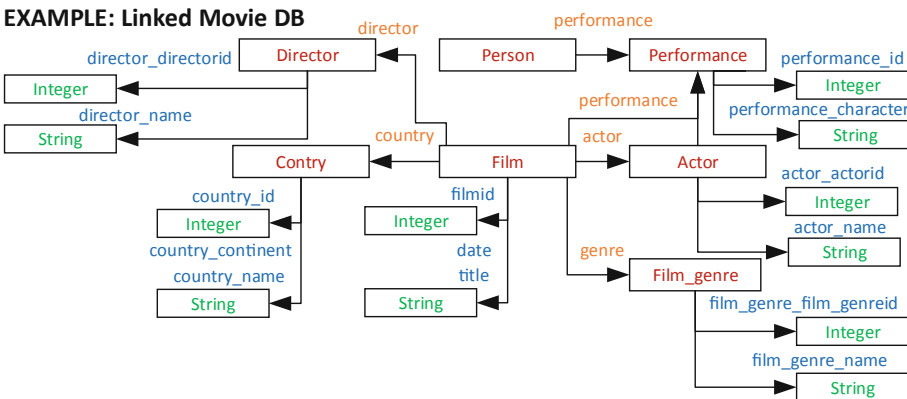 EXAMPLE: Linked Movie DB
director
performance
director_directorid
Director
Person
Performance
performance_id
Integer
Integer
director_name
performance
performance_character
String
country
actor
String
Contry
Film
Actor
country_id
filmid
actor_actorid
Integer
Integer
Integer
country_continent
date
genre
actor_name
String
country_name
title
Film_genre
String
String
film_genre_film_genreid
Integer
film_genre_name
String